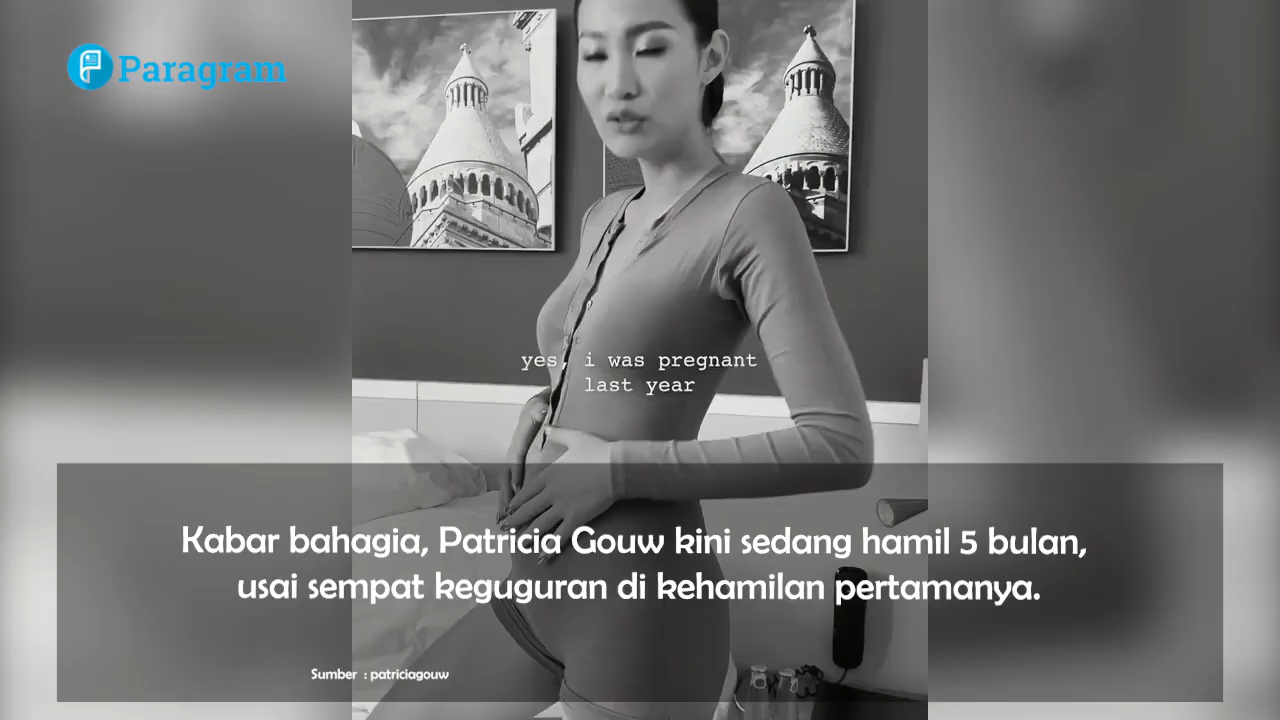 Paragram
yes, i was pregnant
last year
Kabar bahagia, Patricia Gouw kini sedang hamil 5 bulan,
usai sempat keguguran di kehamilan pertamanya.
Sumber : patriciagouw